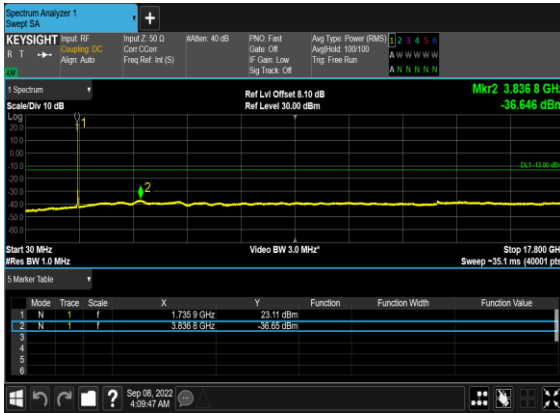 Spectrum Analyzer 1
Swept SA
KEYSIGHT
R T
Input: RF
Coupling: DC
Align: Auto
Input Z: 50 Ω
Corr CCorr
Freq Ref: Int (S)
#Atten: 40 dB
PNO: Fast
Gate: Off
IF Gain: Low
Sig Track: Off
Avg Type: Power (RMS)
Avg|Hold: 100/100
Trig: Free Run
1 2 3 4 5 6
A W W W W W
A N N N N N
1 Spectrum
Scale/Div 10 dB
Ref Lvl Offset 8.10 dB
Ref Level 30.00 dBm
Mkr2 3.836 8 GHz
-36.646 dBm
Log
20.0
10.0
0.00
-10.0
-20.0
-30.0
-40.0
-50.0
-60.0
1
2
DL1 -13.00 dBm
Start 30 MHz
#Res BW 1.0 MHz
Video BW 3.0 MHz*
Stop 17.800 GHz
Sweep ~35.1 ms (40001 pts)
5 Marker Table
Mode Trace Scale X Y Function Function Width Function Value
1 N 1 f 1.735 9 GHz 23.11 dBm
2 N 1 f 3.836 8 GHz -36.65 dBm
3
4
5
6
?
Sep 08, 2022
4:09:47 AM